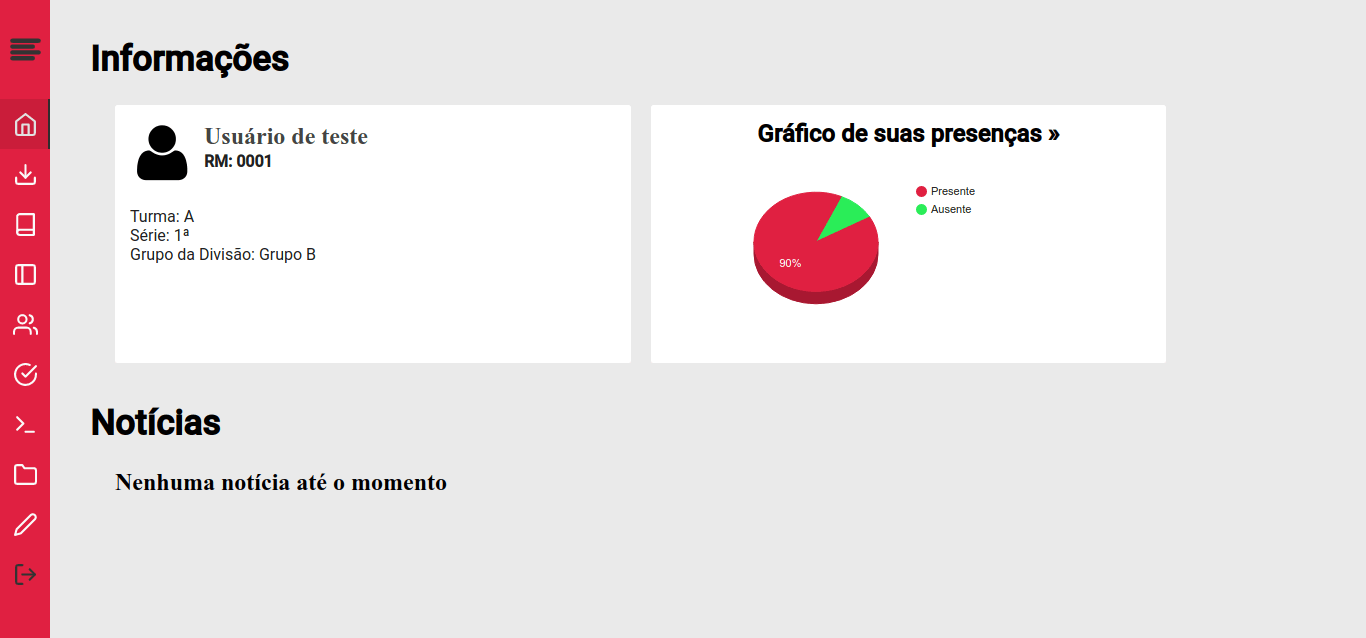 Informações
Usuário de teste
RM: 0001
Turma: A
Série: 1ª
Grupo da Divisão: Grupo B
Gráfico de suas presenças »
Presente
Ausente
90%
Notícias
Nenhuma notícia até o momento